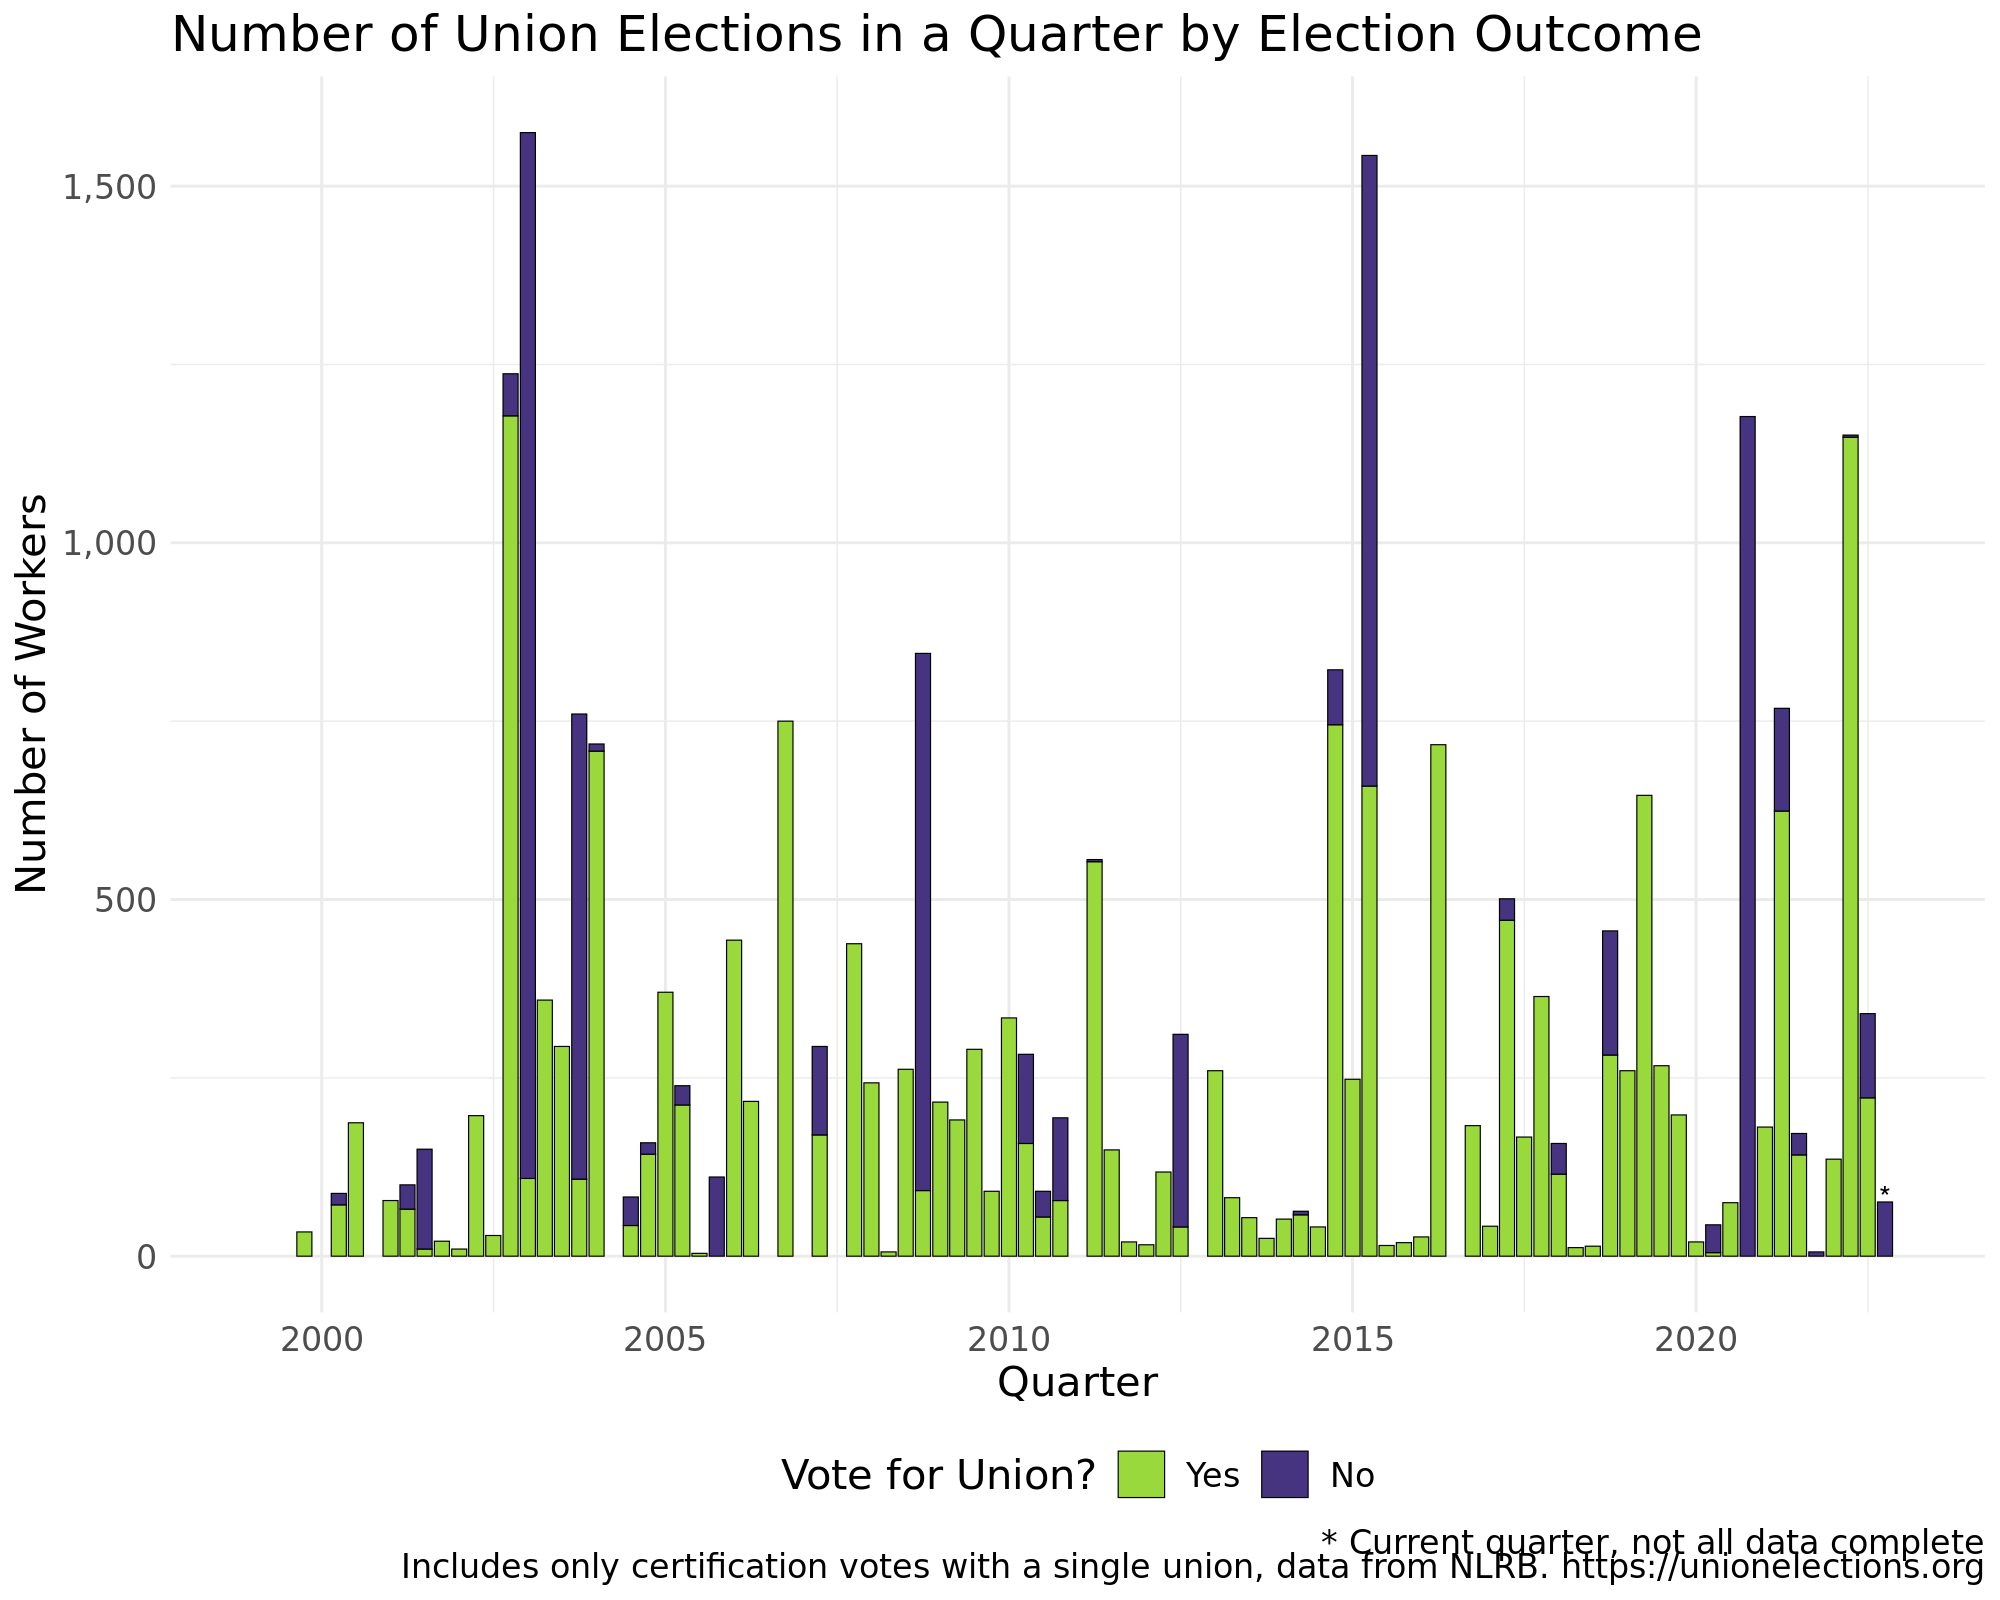 Number of Union Elections in a Quarter by Election Outcome
Number of Workers
1,500
1,000
500
0
*
2000 2005 2010 2015 2020
Quarter
Vote for Union? Yes No
* Current quarter, not all data complete
Includes only certification votes with a single union, data from NLRB. https://unionelections.org